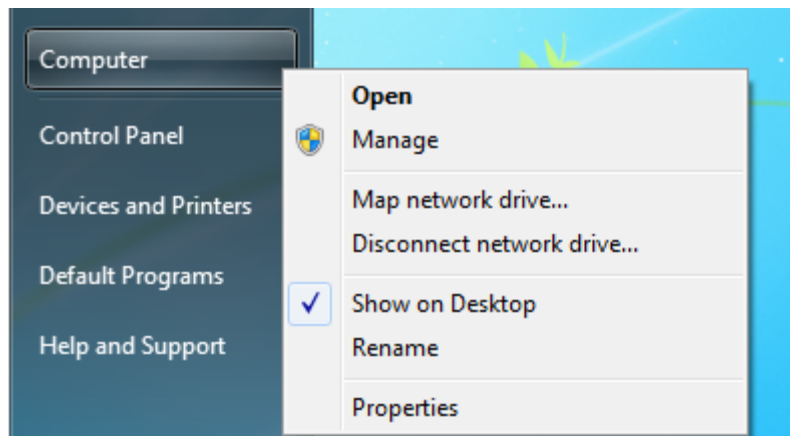 Computer
Control Panel
Devices and Printers
Default Programs
Help and Support
Open
Manage
Map network drive...
Disconnect network drive...
Show on Desktop
Rename
Properties